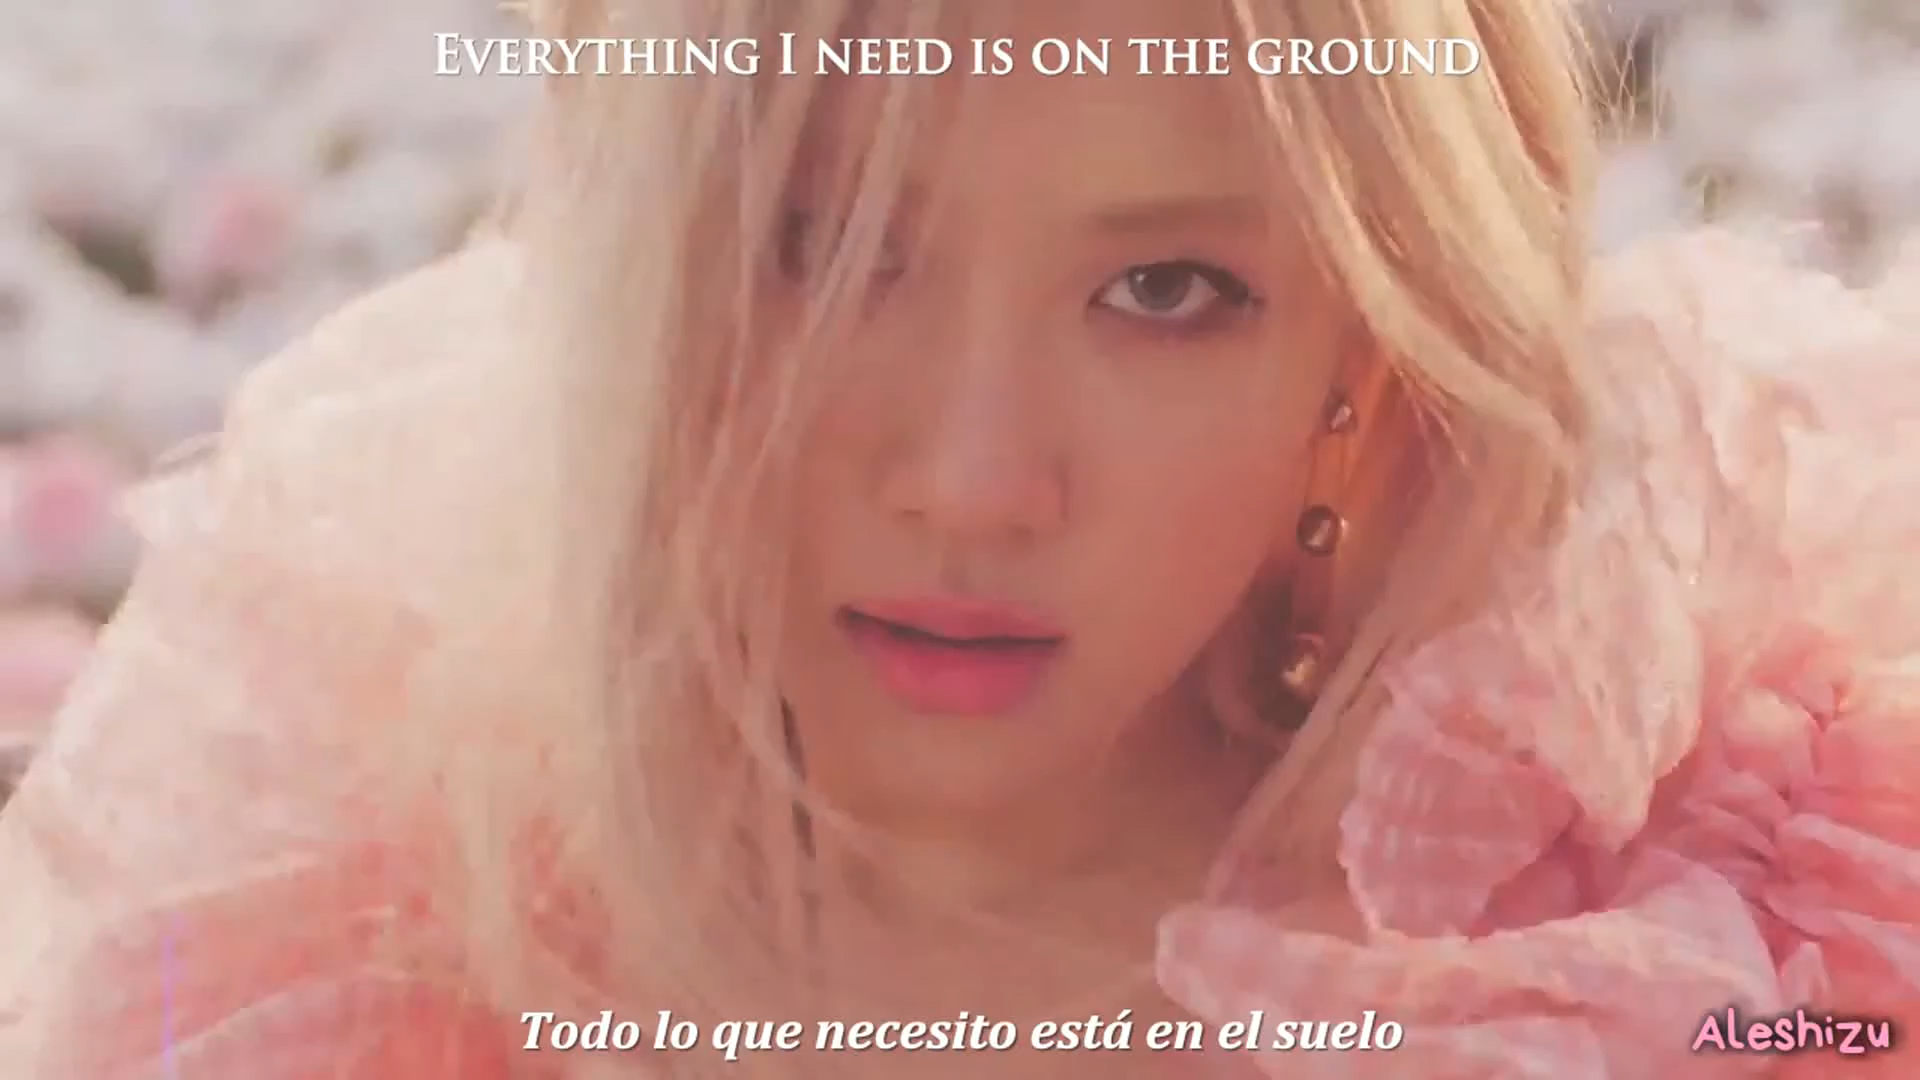 Everything I need is on the ground
Todo lo que necesito está en el suelo
Aleshizu